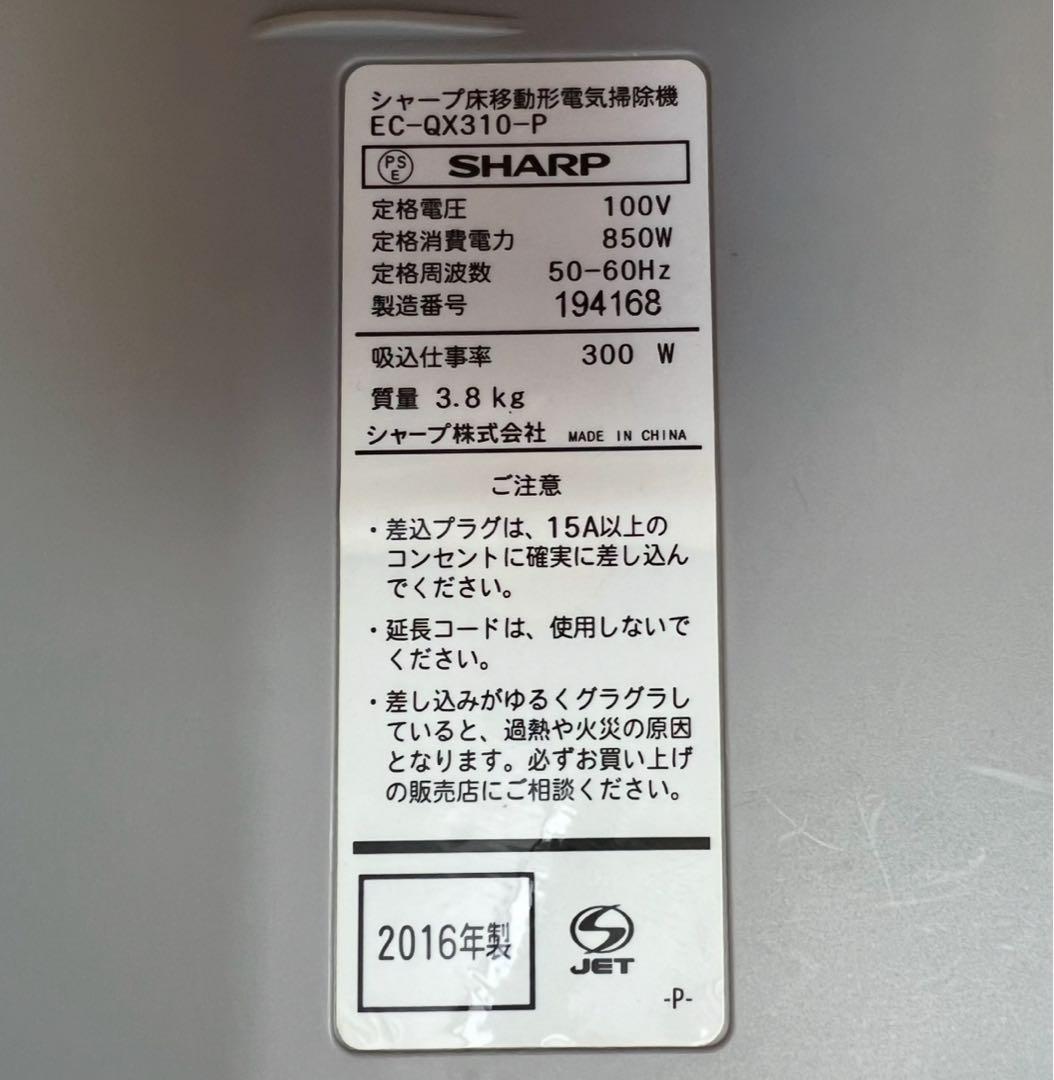 シャープ床移動形電気掃除機
EC-QX310-P
PSE SHARP
定格電圧 100V
定格消費電力 850W
定格周波数 50-60Hz
製造番号 194168
吸込仕事率 300 W
質量 3.8kg
シャープ株式会社 MADE IN CHINA
ご注意
・差込プラグは、15A以上の
コンセントに確実に差し込ん
でください。
・延長コードは、使用しないで
ください。
・差し込みがゆるくグラグラし
ていると、過熱や火災の原因
となります。必ずお買い上げ
の販売店にご相談ください。
2016年製
JET
-P-